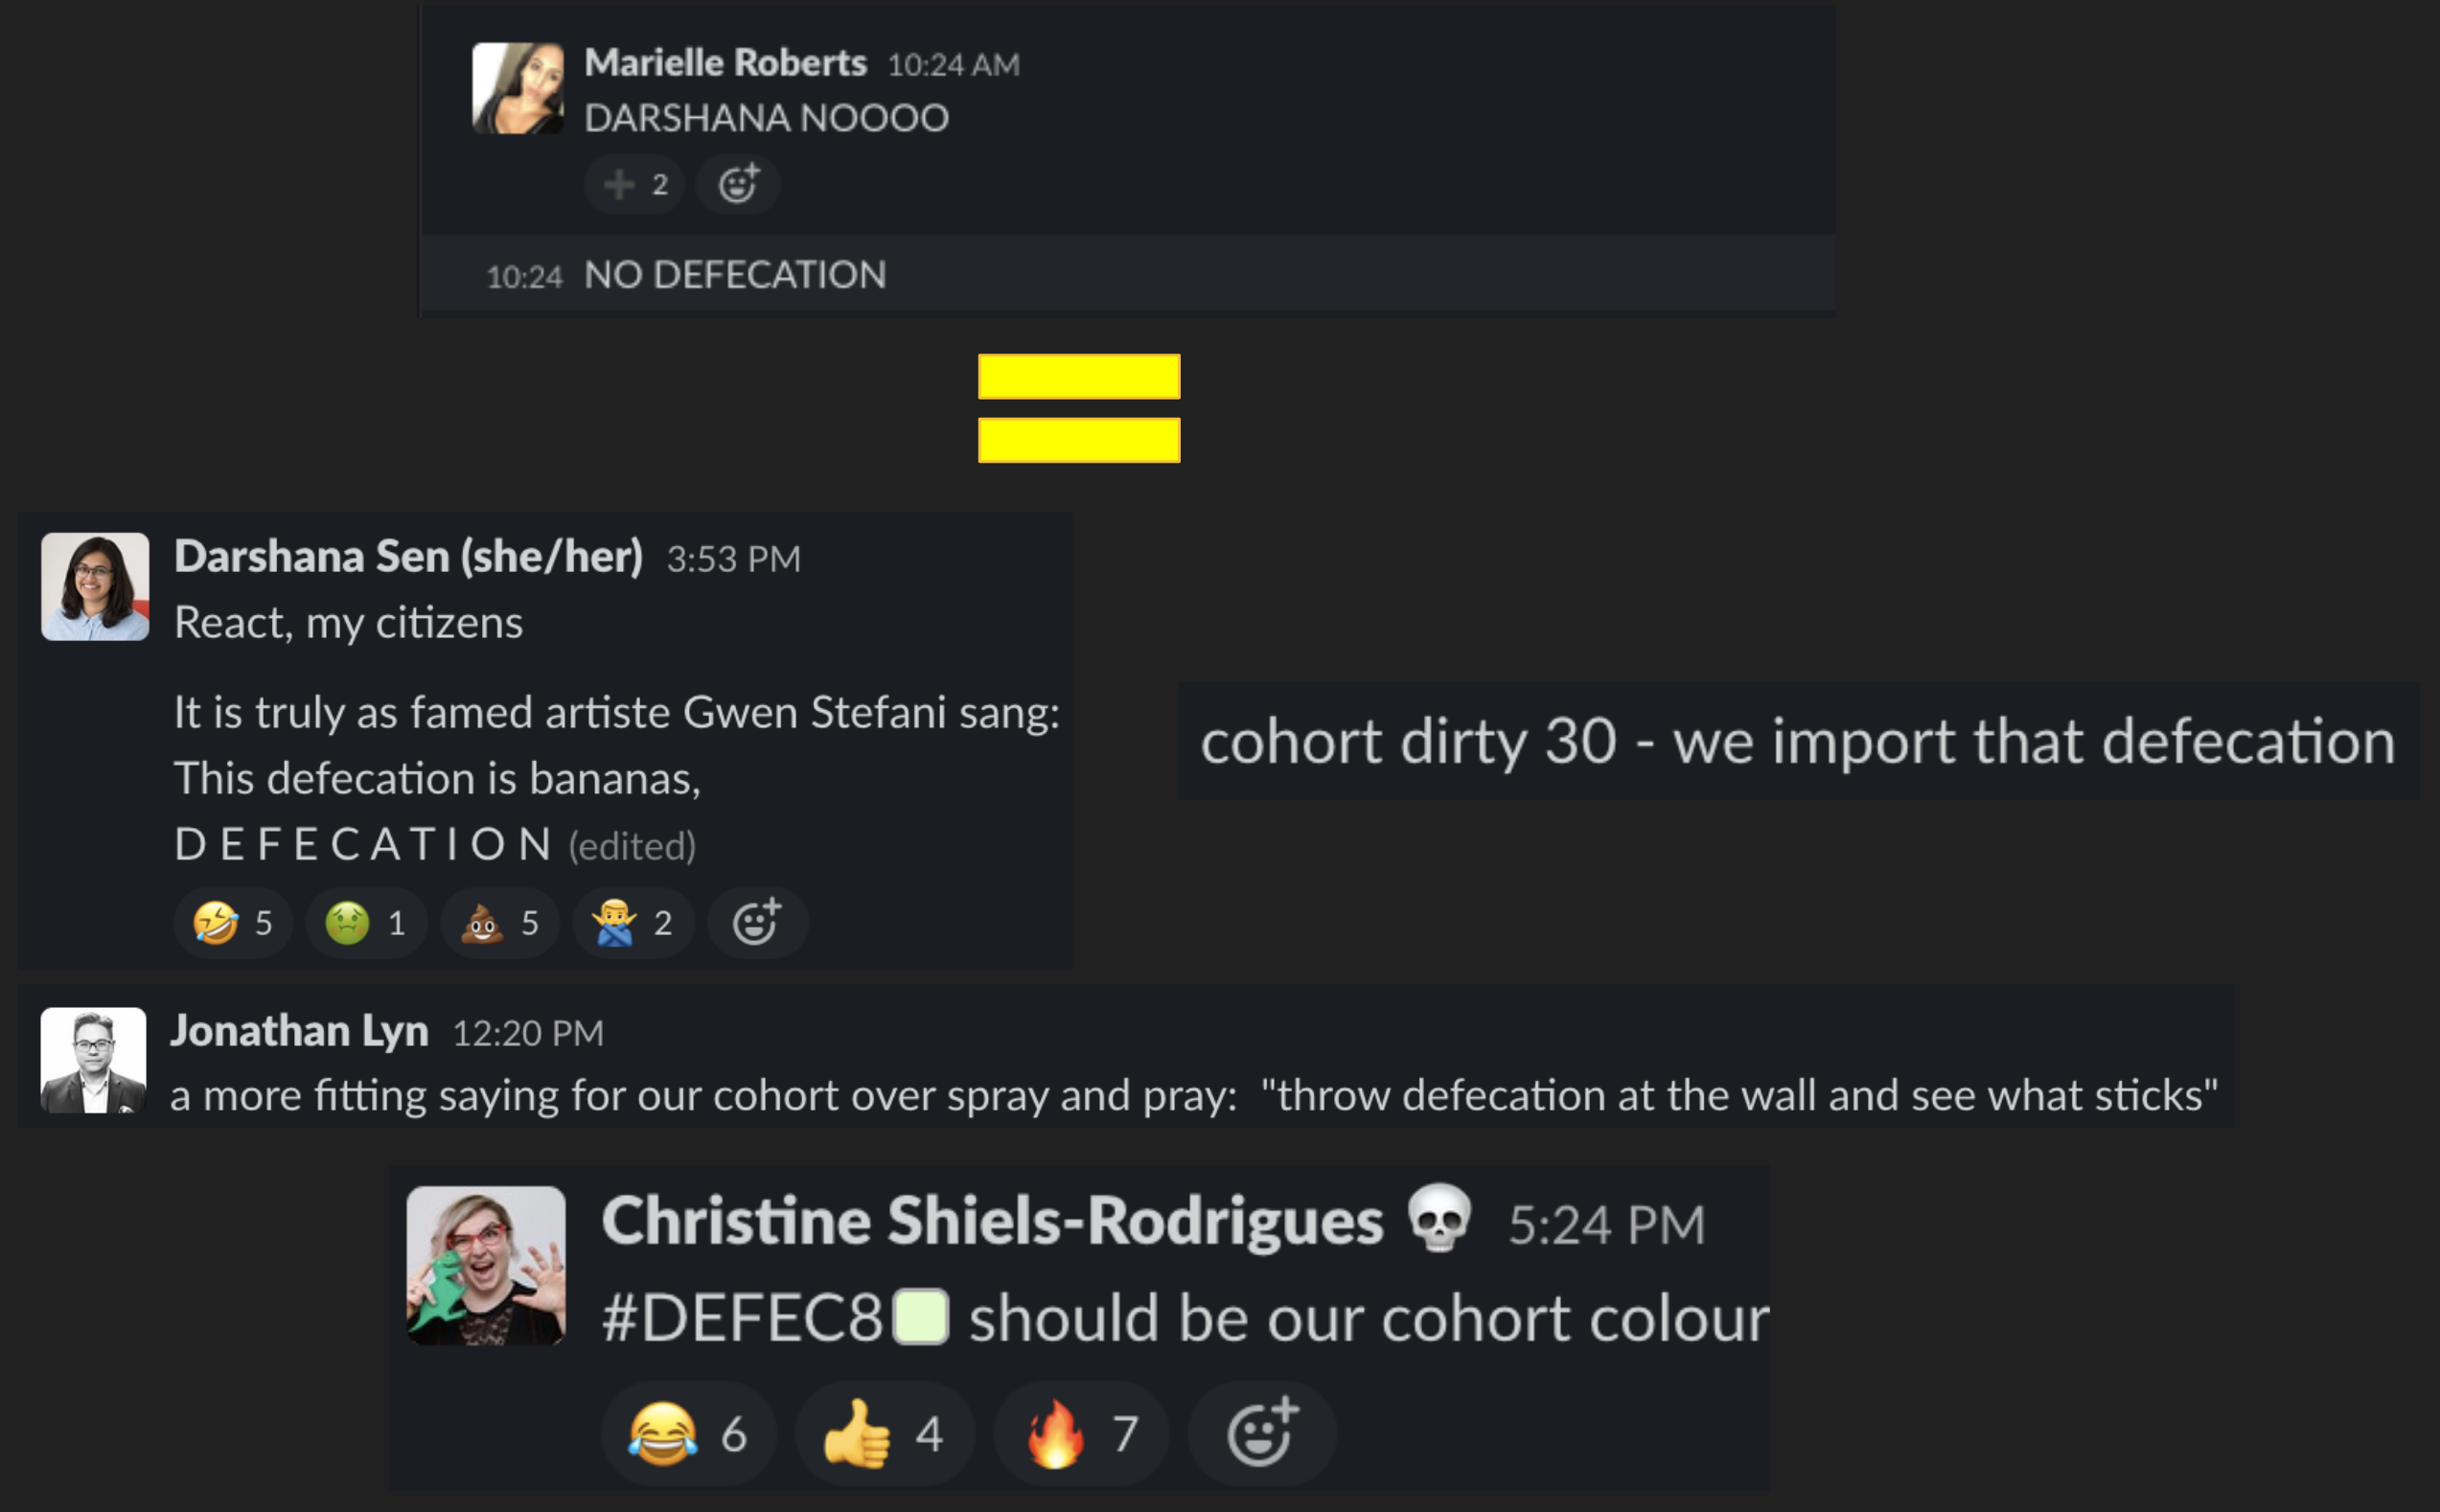 Marielle Roberts 10:24 AM
DARSHANA NOOOO
2
10:24 NO DEFECATION
Darshana Sen (she/her) 3:53 PM
React, my citizens
It is truly as famed artiste Gwen Stefani sang:
This defecation is bananas,
D E F E C A T I O N (edited)
5 1 5 2
cohort dirty 30 - we import that defecation
Jonathan Lyn 12:20 PM
a more fitting saying for our cohort over spray and pray: "throw defecation at the wall and see what sticks"
Christine Shiels-Rodrigues 💀 5:24 PM
#DEFEC8 should be our cohort colour
6 4 7